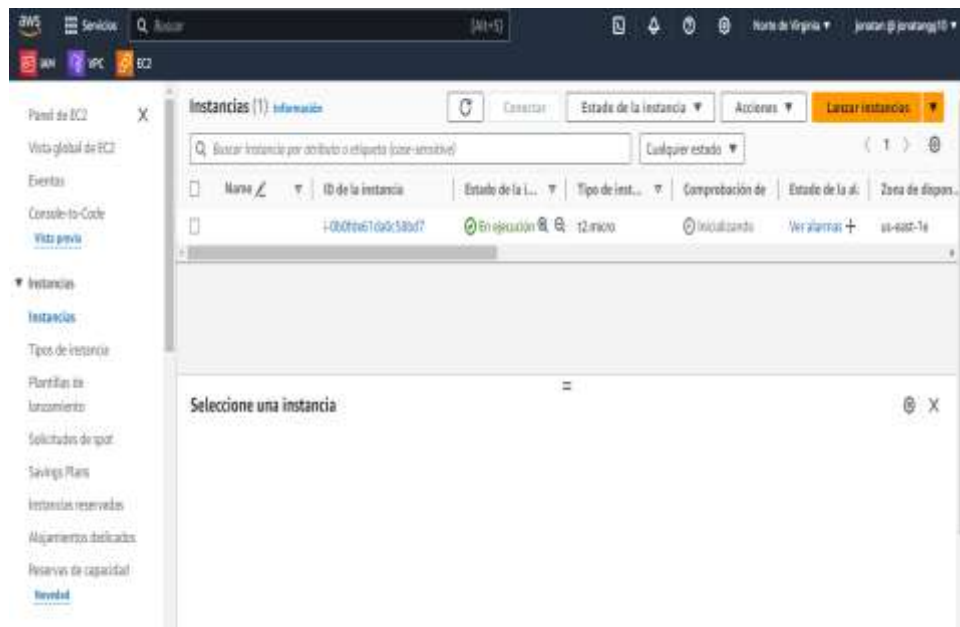 aws Servicios Buscar [Alt+S] Norte de Virginia
IAM VPC EC2
Panel de EC2
Vista global de EC2
Eventos
Console-to-Code
Vista previa
Instancias
Instancias
Tipos de instancia
Plantillas de
lanzamiento
Solicitudes de spot
Savings Plans
Instancias reservadas
Alojamientos dedicados
Reservas de capacidad
Novedad
Instancias (1) Información Conectar Estado de la instancia Acciones Lanzar instancias
Buscar Instancia por atributo o etiqueta (case-sensitive) Cualquier estado 1
Name ID de la instancia Estado de la i... Tipo de inst... Comprobación de Estado de la al. Zona de dispon...
En ejecución t2.micro Inicializando Ver alarmas us-east-1e
Seleccione una instancia